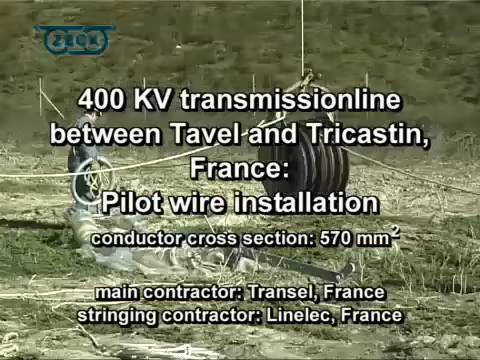 ZECK
400 KV transmissionline
between Tavel and Tricastin,
France:
Pilot wire installation
conductor cross section: 570 mm²
main contractor: Transel, France
stringing contractor: Linelec, France